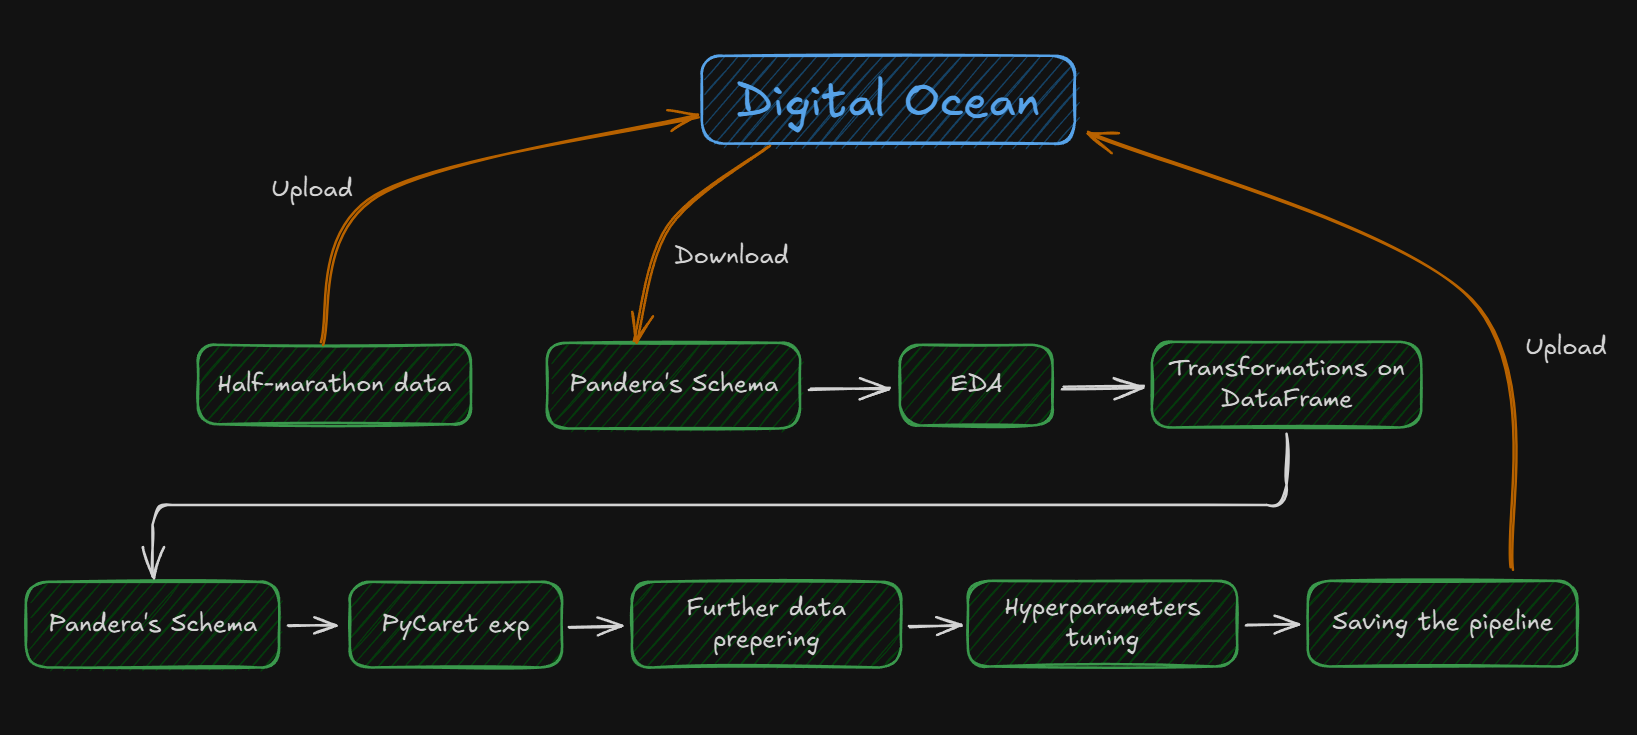 Digital Ocean
Upload
Download
Upload
Half-marathon data
Pandera's Schema
EDA
Transformations on
DataFrame
Pandera's Schema
PyCaret exp
Further data
prepering
Hyperparameters
tuning
Saving the pipeline